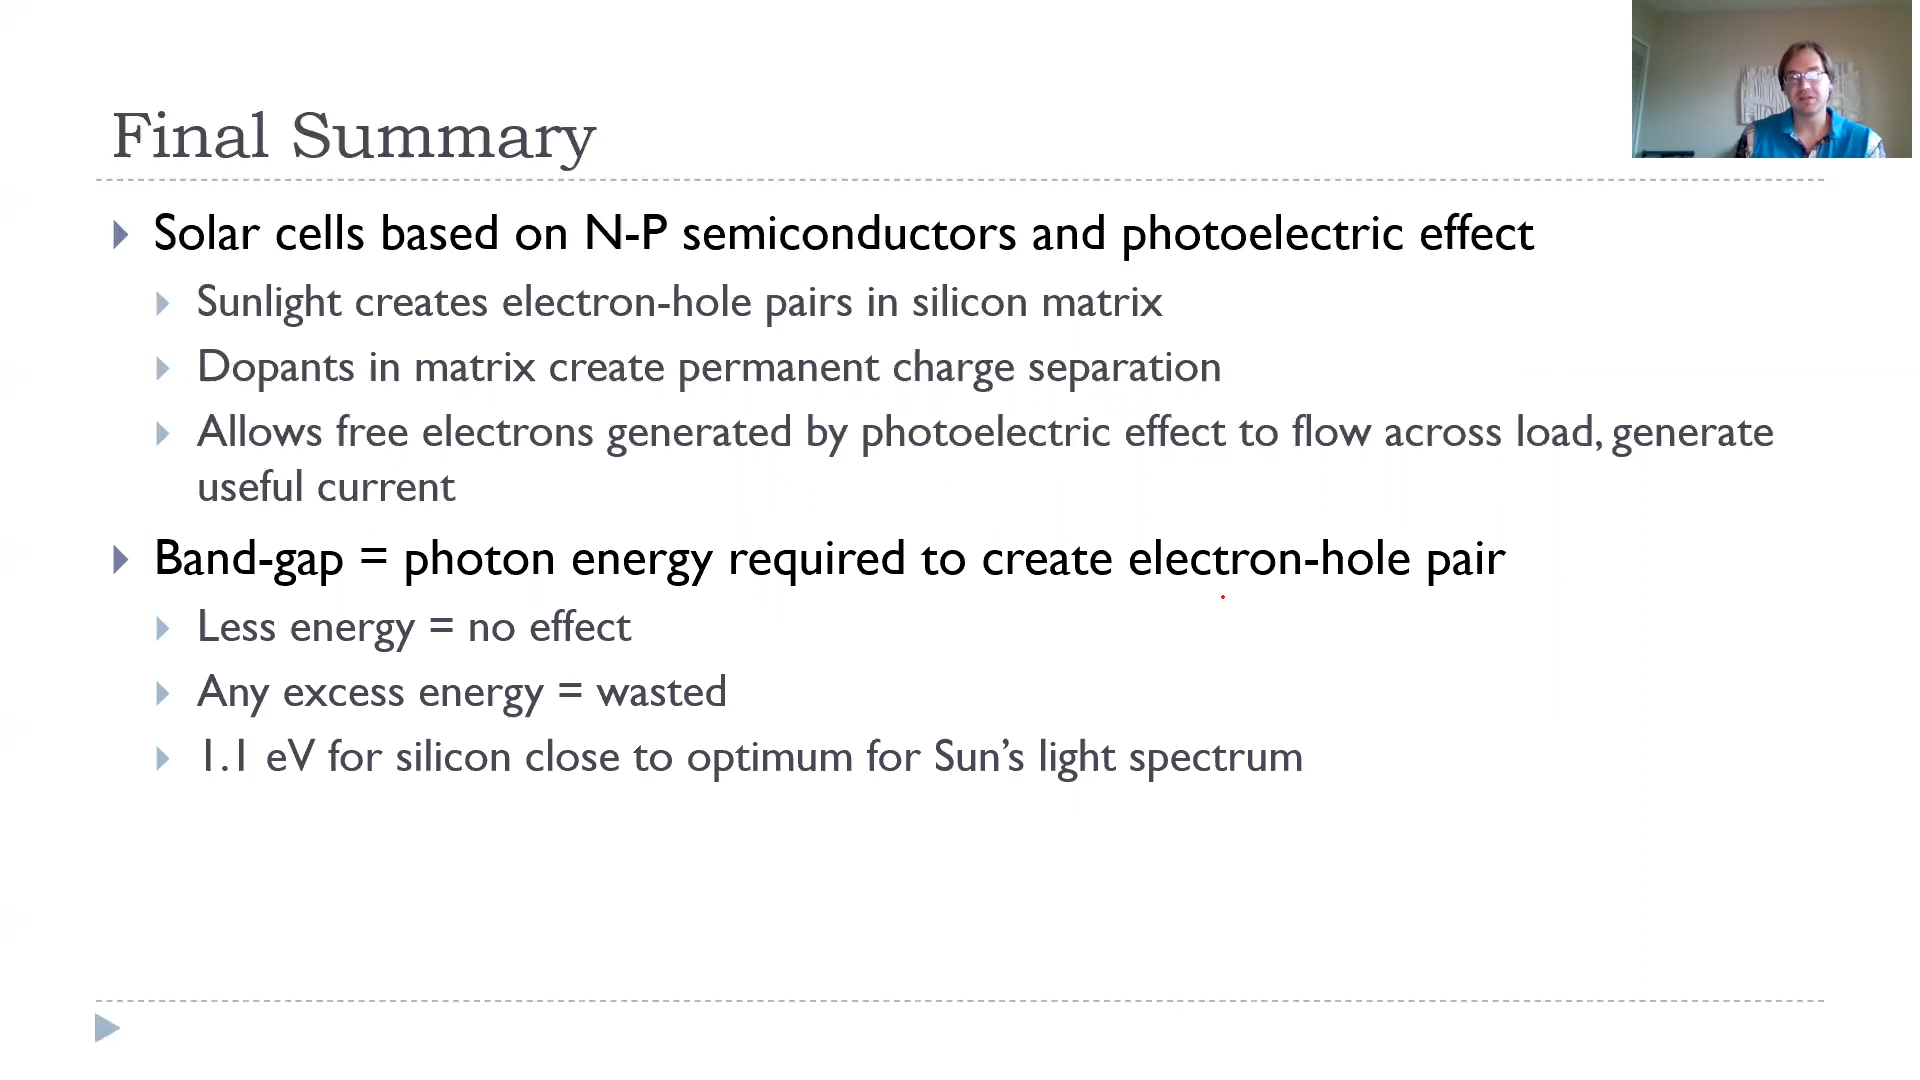 Final Summary
Solar cells based on N-P semiconductors and photoelectric effect
Sunlight creates electron-hole pairs in silicon matrix
Dopants in matrix create permanent charge separation
Allows free electrons generated by photoelectric effect to flow across load, generate
useful current
Band-gap = photon energy required to create electron-hole pair
Less energy = no effect
Any excess energy = wasted
1.1 eV for silicon close to optimum for Sun’s light spectrum